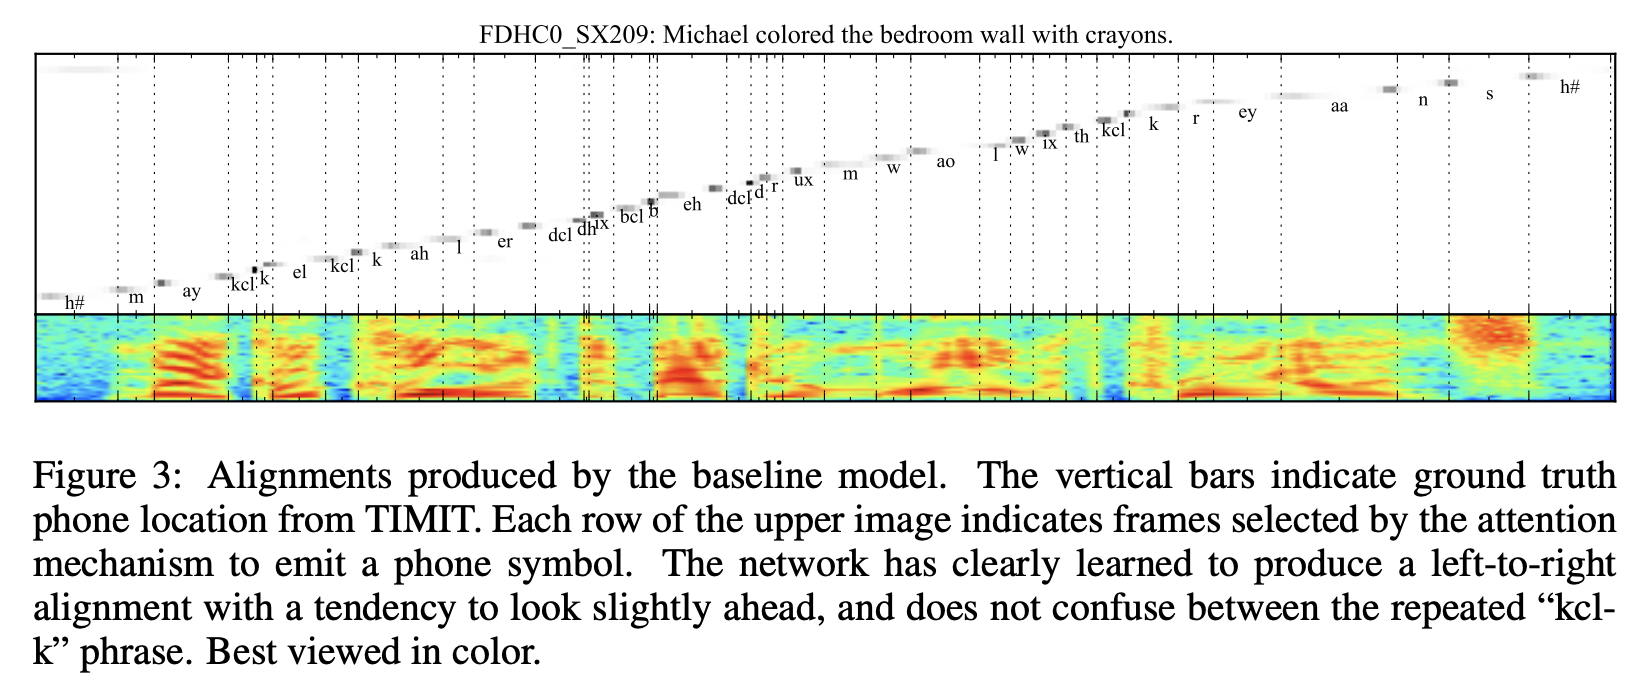 FDHC0_SX209: Michael colored the bedroom wall with crayons.
h# m ay kcl k el kcl k ah l er dcl dh ix bcl b eh dcl d r ux m w ao l w ix th kcl k r ey aa n s h#
Figure 3: Alignments produced by the baseline model. The vertical bars indicate ground truth
phone location from TIMIT. Each row of the upper image indicates frames selected by the attention
mechanism to emit a phone symbol. The network has clearly learned to produce a left-to-right
alignment with a tendency to look slightly ahead, and does not confuse between the repeated “kcl-
k” phrase. Best viewed in color.